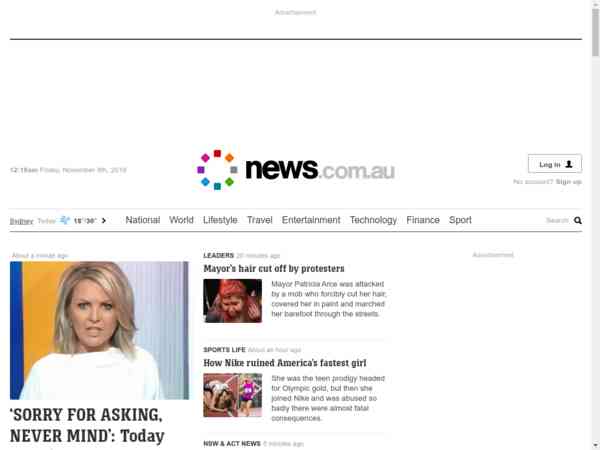 Advertisement
12:15am Friday, November 8th, 2019
news.com.au
Log in
No account? Sign up
Sydney Today 18°/36°
National World Lifestyle Travel Entertainment Technology Finance Sport
Search
About a minute ago
‘SORRY FOR ASKING,
NEVER MIND’: Today
LEADERS 20 minutes ago
Mayor’s hair cut off by protesters
Mayor Patricia Arce was attacked
by a mob who forcibly cut her hair,
covered her in paint and marched
her barefoot through the streets.
SPORTS LIFE About an hour ago
How Nike ruined America’s fastest girl
She was the teen prodigy headed
for Olympic gold, but then she
joined Nike and was abused so
badly there were almost fatal
consequences.
NSW & ACT NEWS 5 minutes ago
Advertisement